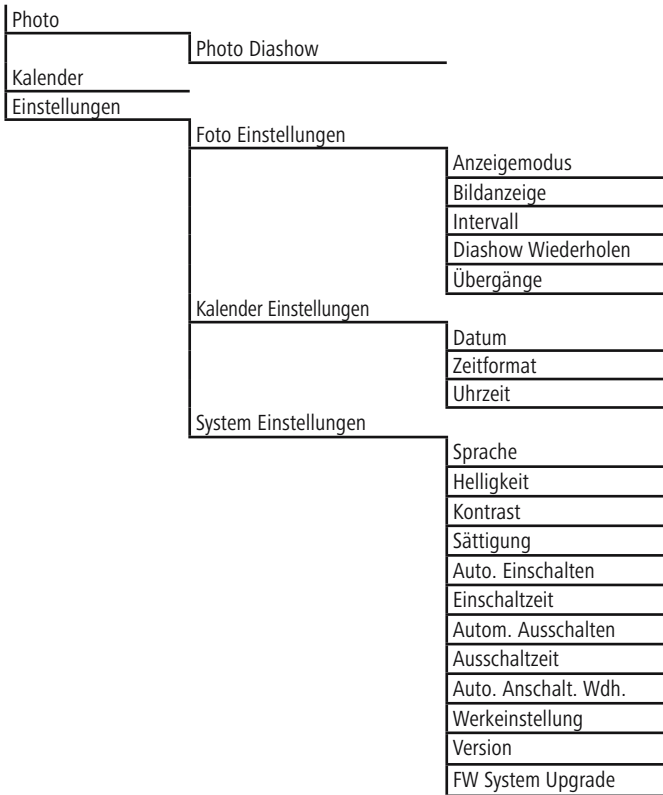 Photo
Photo Diashow
Kalender
Einstellungen
Foto Einstellungen
Anzeigemodus
Bildanzeige
Intervall
Diashow Wiederholen
Übergänge
Kalender Einstellungen
Datum
Zeitformat
Uhrzeit
System Einstellungen
Sprache
Helligkeit
Kontrast
Sättigung
Auto. Einschalten
Einschaltzeit
Autom. Ausschalten
Ausschaltzeit
Auto. Anschalt. Wdh.
Werkeinstellung
Version
FW System Upgrade